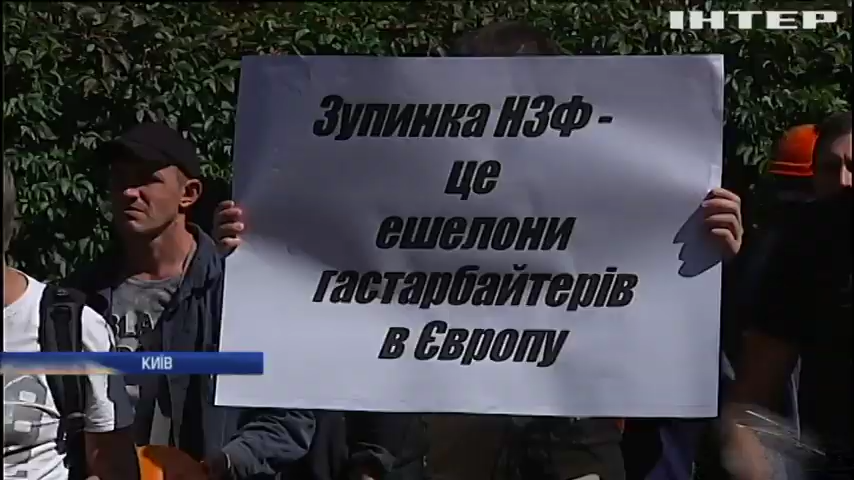 ІНТЕР
Зупинка НЗФ -
це
ешелони
гастарбайтерів
в Європу
КИЇВ